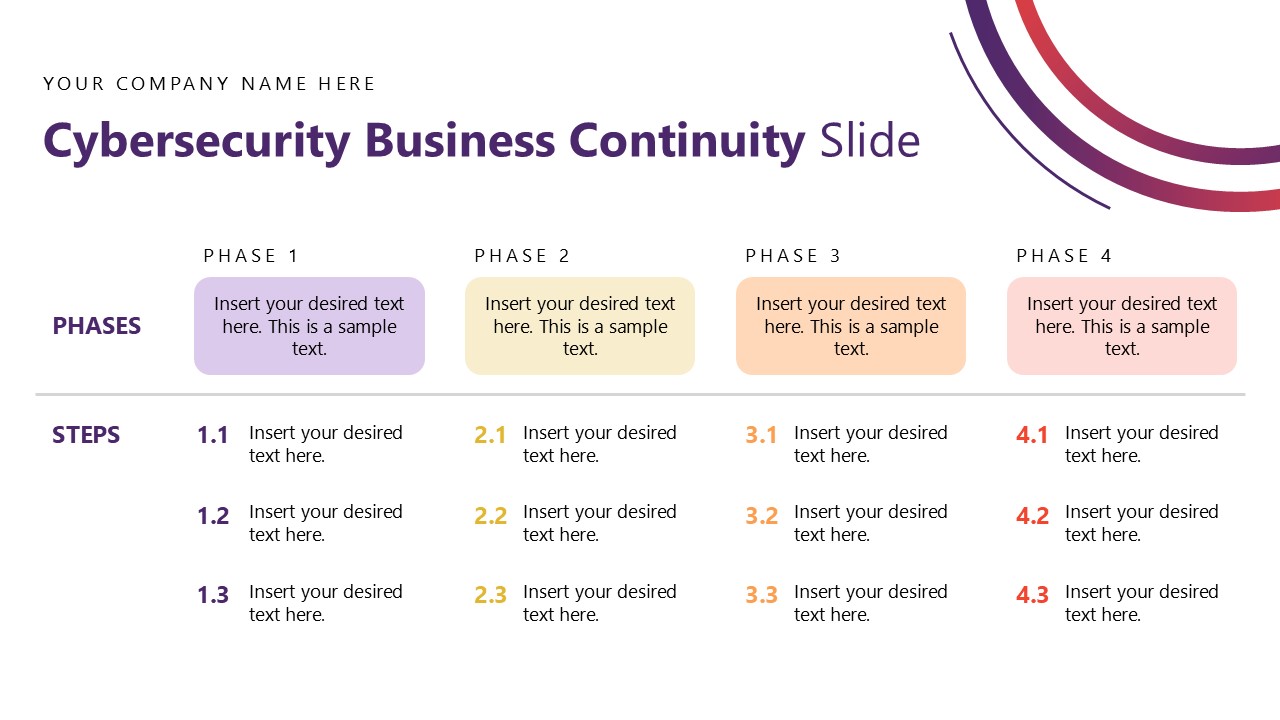 YOUR COMPANY NAME HERE
Cybersecurity Business Continuity Slide
PHASE 1
PHASE 2
PHASE 3
PHASE 4
PHASES
Insert your desired text
here. This is a sample
text.
Insert your desired text
here. This is a sample
text.
Insert your desired text
here. This is a sample
text.
Insert your desired text
here. This is a sample
text.
STEPS
1.1 Insert your desired
text here.
2.1 Insert your desired
text here.
3.1 Insert your desired
text here.
4.1 Insert your desired
text here.
1.2 Insert your desired
text here.
2.2 Insert your desired
text here.
3.2 Insert your desired
text here.
4.2 Insert your desired
text here.
1.3 Insert your desired
text here.
2.3 Insert your desired
text here.
3.3 Insert your desired
text here.
4.3 Insert your desired
text here.